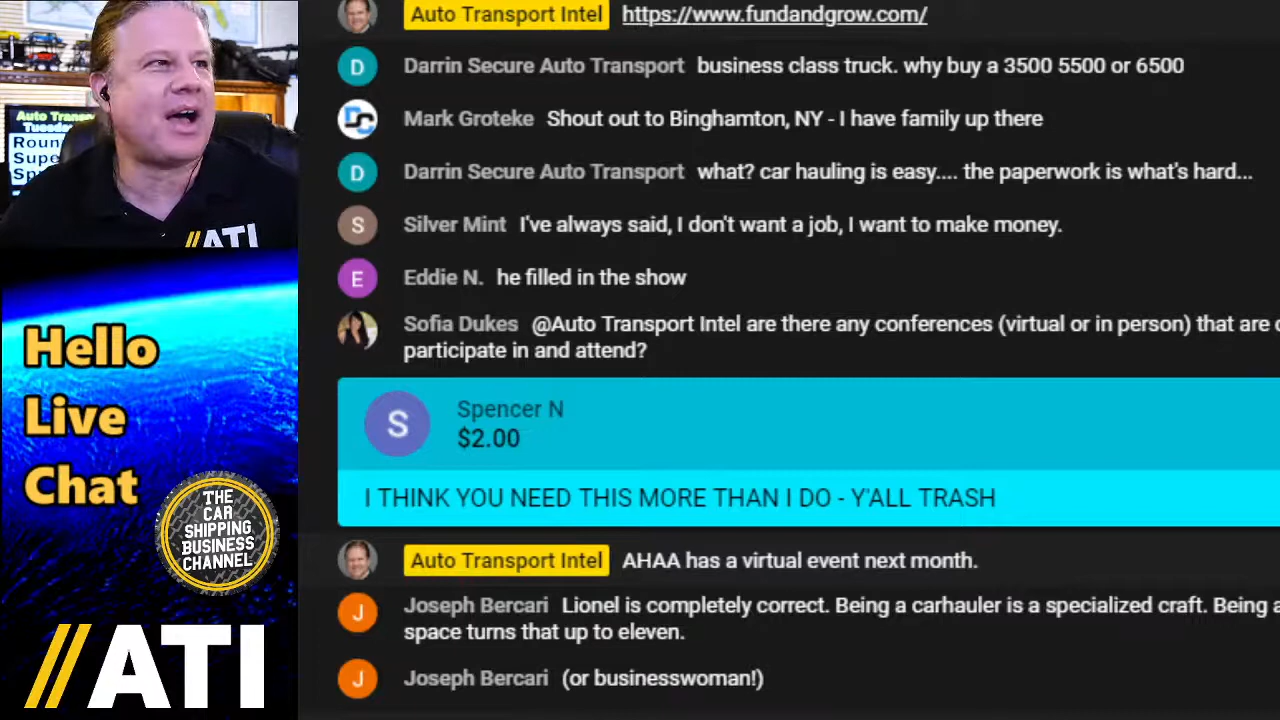 Auto Transport Intel https://www.fundandgrow.com/
Darrin Secure Auto Transport business class truck. why buy a 3500 5500 or 6500
Mark Groteke Shout out to Binghamton, NY - I have family up there
Darrin Secure Auto Transport what? car hauling is easy.... the paperwork is what's hard...
Silver Mint I've always said, I don't want a job, I want to make money.
Eddie N. he filled in the show
Sofia Dukes @Auto Transport Intel are there any conferences (virtual or in person) that are
participate in and attend?
S Spencer N
$2.00
I THINK YOU NEED THIS MORE THAN I DO - Y'ALL TRASH
Auto Transport Intel AHAA has a virtual event next month.
J Joseph Bercari Lionel is completely correct. Being a carhauler is a specialized craft. Being a
space turns that up to eleven.
J Joseph Bercari (or businesswoman!)
D
D
S
E
Auto
Tuesda
Roun
Supe
Sp
//ATI
Hello
Live
Chat
THE
CAR
SHIPPING
BUSINESS
CHANNEL
//ATI